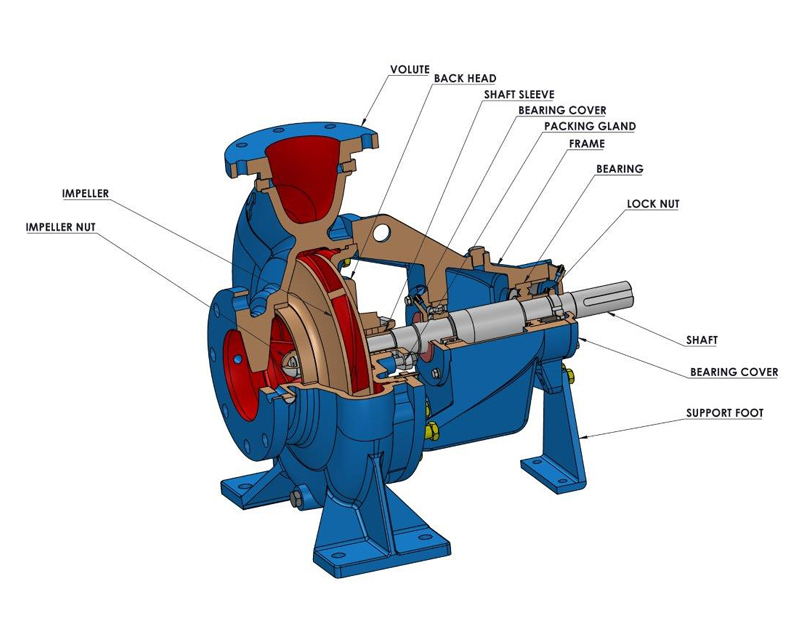 VOLUTE
BACK HEAD
SHAFT SLEEVE
BEARING COVER
PACKING GLAND
FRAME
BEARING
IMPELLER
LOCK NUT
IMPELLER NUT
SHAFT
BEARING COVER
SUPPORT FOOT